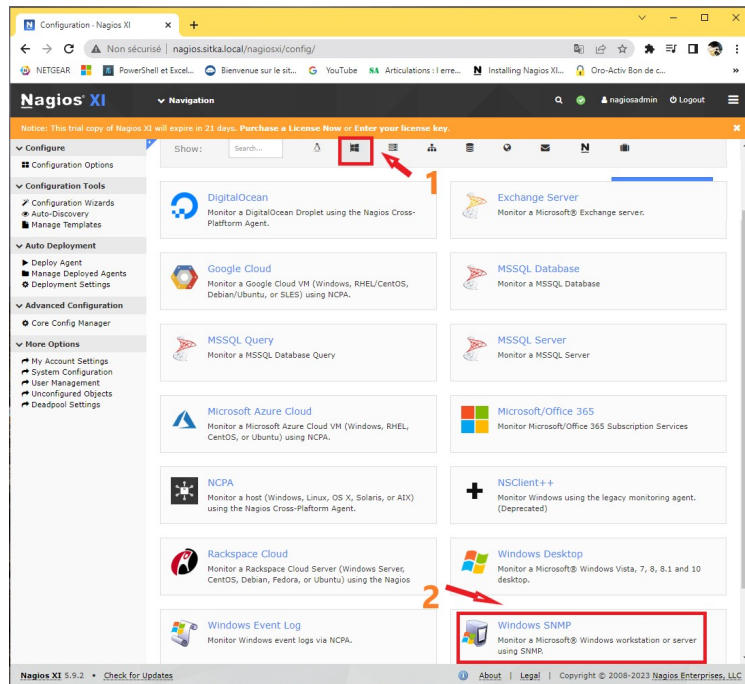 Configuration - Nagios XI
Non sécurisé | nagios.sitka.local/nagiosxi/config/
NETGEAR
PowerShell et Excel...
Bienvenue sur le sit...
YouTube
SA Articulations : l erre...
Installing Nagios XI...
Oro-Activ Bon de c...
»
Nagios® XI
Navigation
nagiosadmin
Logout
Notice: This trial copy of Nagios XI will expire in 21 days. Purchase a License Now or Enter your license key.
Configure
Configuration Options
Configuration Tools
Configuration Wizards
Auto-Discovery
Manage Templates
Auto Deployment
Deploy Agent
Manage Deployed Agents
Deployment Settings
Advanced Configuration
Core Config Manager
More Options
My Account Settings
System Configuration
User Management
Unconfigured Objects
Deadpool Settings
Show:
Search...
N
1
DigitalOcean
Monitor a DigitalOcean Droplet using the Nagios Cross-
Platform Agent.
Exchange Server
Monitor a Microsoft® Exchange server.
Google Cloud
Monitor a Google Cloud VM (Windows, RHEL/CentOS,
Debian/Ubuntu, or SLES) using NCPA.
MSSQL Database
Monitor a MSSQL Database
MSSQL Query
Monitor a MSSQL Database Query
MSSQL Server
Monitor a MSSQL Server
Microsoft Azure Cloud
Monitor a Microsoft Azure Cloud VM (Windows, RHEL,
CentOS, or Ubuntu) using NCPA.
Microsoft/Office 365
Monitor Microsoft/Office 365 Subscription Services
NCPA
Monitor a host (Windows, Linux, OS X, Solaris, or AIX)
using the Nagios Cross-Plaftorm Agent.
NSClient++
Monitor Windows using the legacy monitoring agent.
(Deprecated)
Rackspace Cloud
Monitor a Rackspace Cloud Server (Windows Server,
CentOS, Debian, Fedora, or Ubuntu) using the Nagios
Windows Desktop
Monitor a Microsoft® Windows Vista, 7, 8, 8.1 and 10
desktop.
2
Windows Event Log
Monitor Windows event logs via NCPA.
Windows SNMP
Monitor a Microsoft® Windows workstation or server
using SNMP.
Nagios XI 5.9.2 • Check for Updates
About | Legal | Copyright © 2008-2023 Nagios Enterprises, LLC